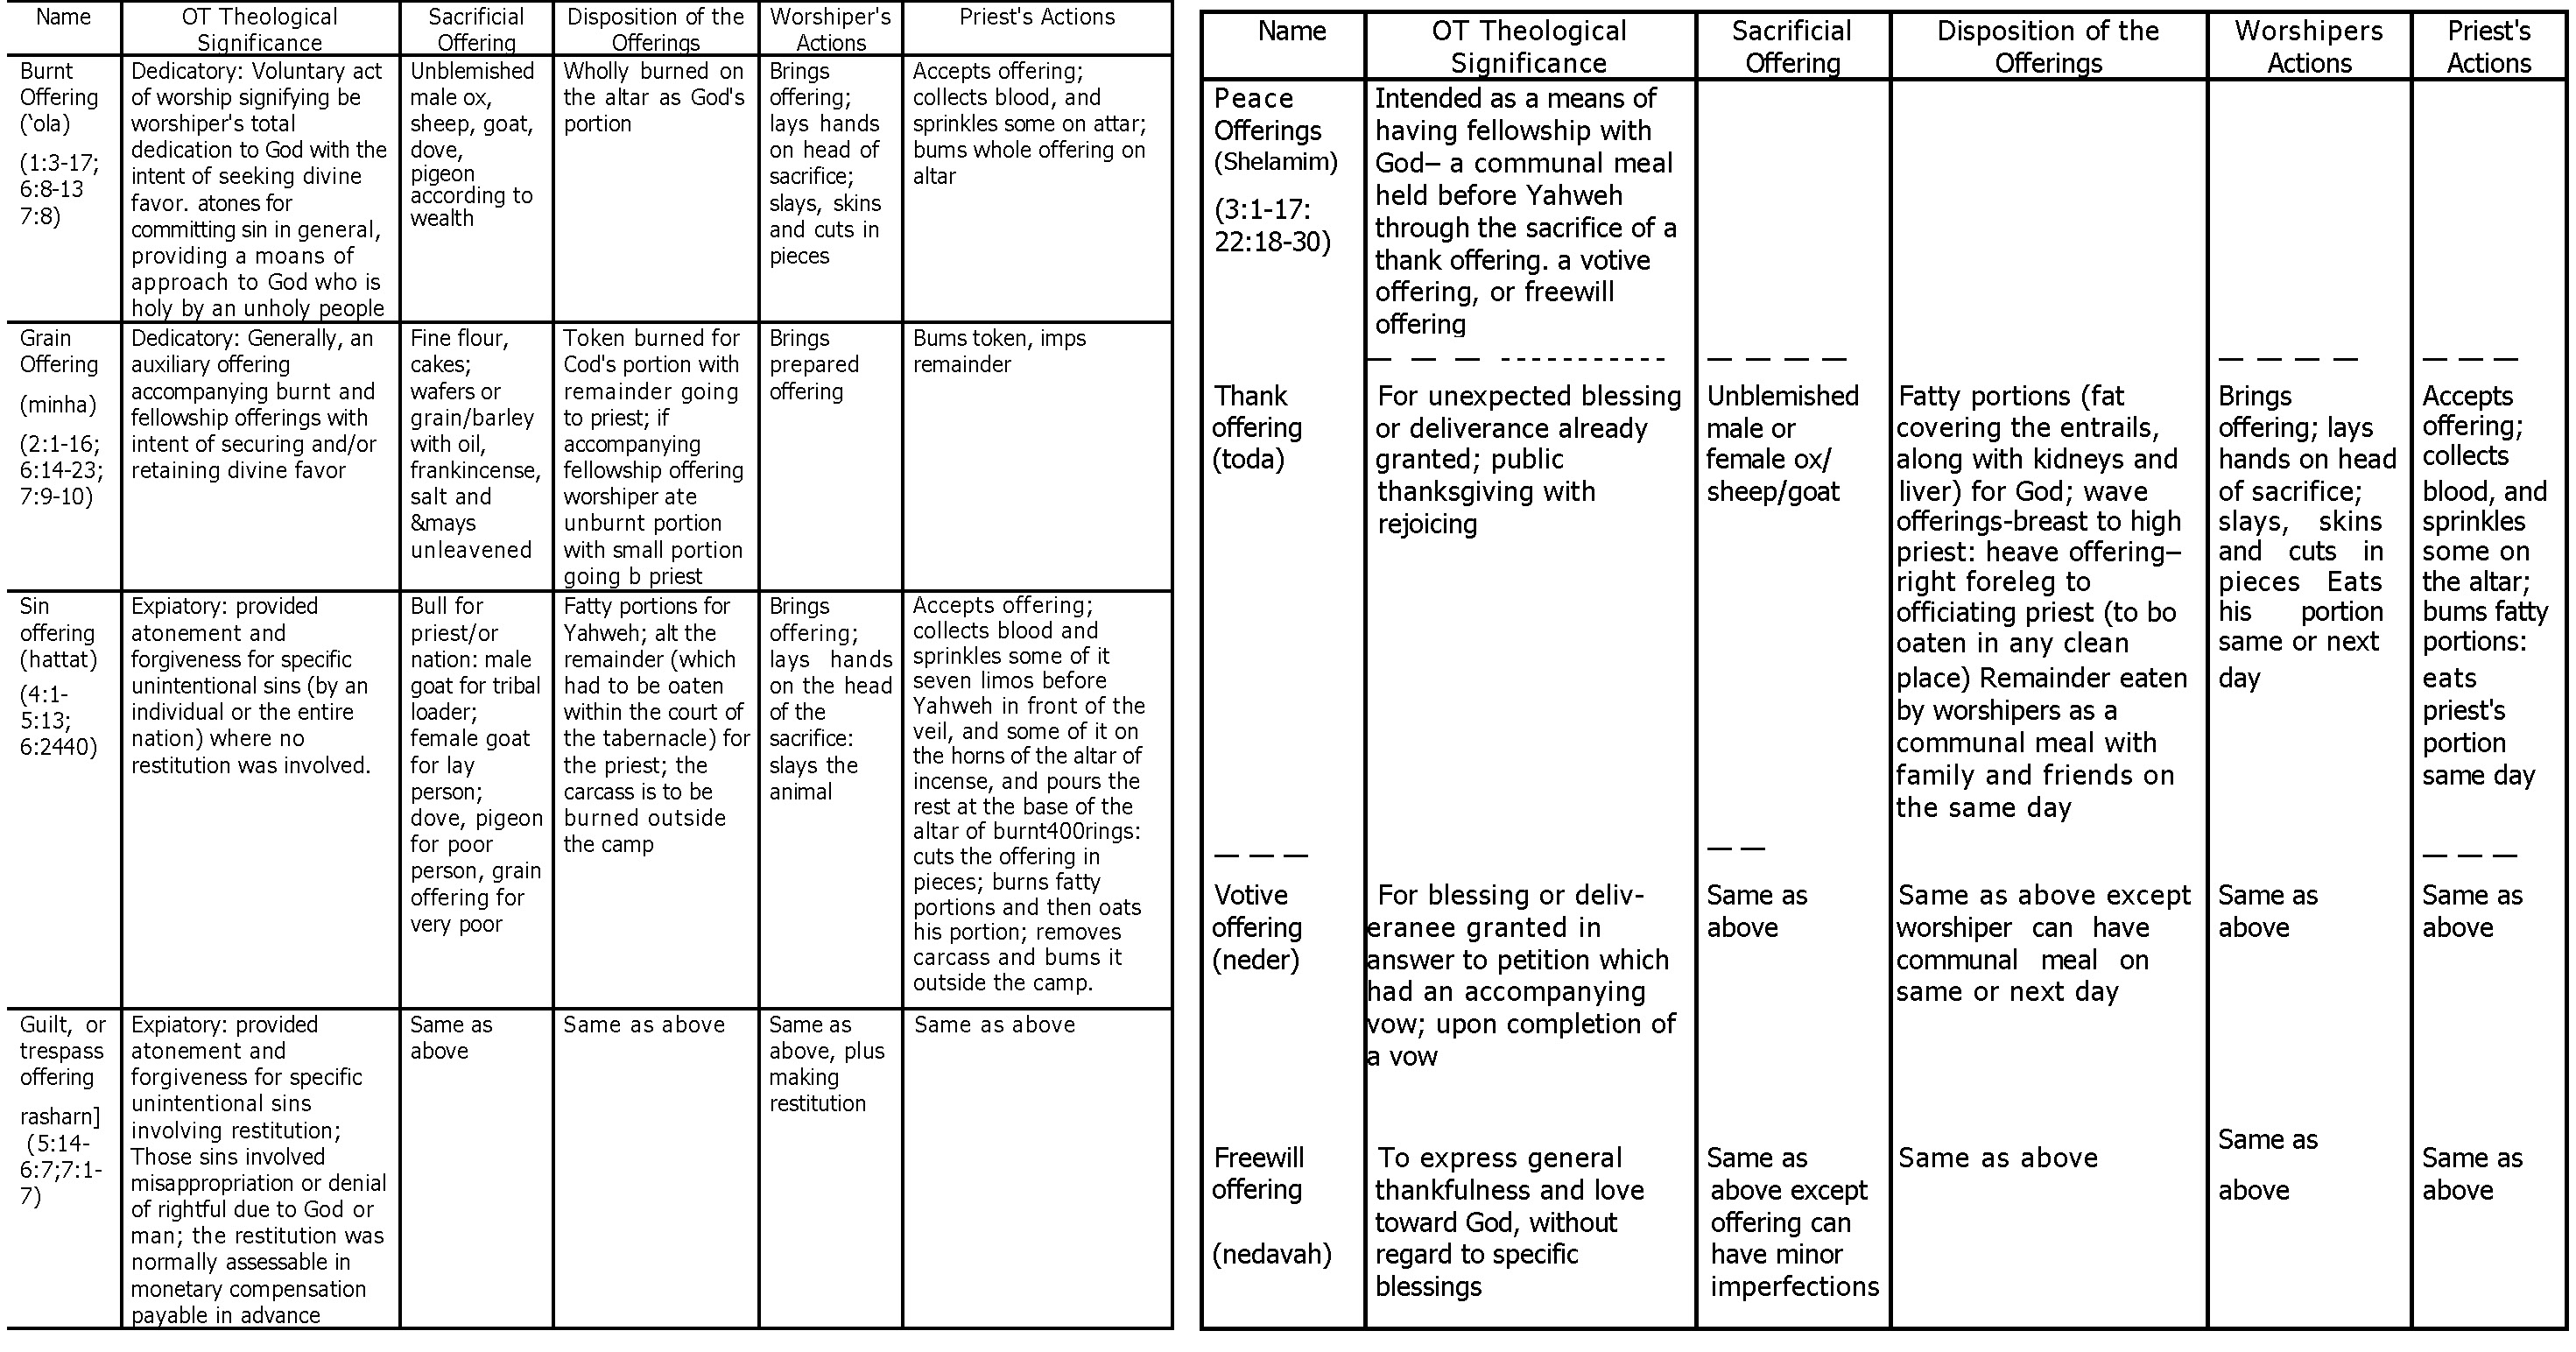 Name
OT Theological
Significance
Sacrificial
Offering
Disposition of the
Offerings
Worshiper's
Actions
Priest's Actions
Burnt
Offering
(‘ola)
(1:3-17;
6:8-13
7:8)
Dedicatory: Voluntary act
of worship signifying be
worshiper's total
dedication to God with the
intent of seeking divine
favor. atones for
committing sin in general,
providing a moans of
approach to God who is
holy by an unholy people
Unblemished
male ox,
sheep, goat,
dove,
pigeon
according to
wealth
Wholly burned on
the altar as God's
portion
Brings
offering;
lays hands
on head of
sacrifice;
slays, skins
and cuts in
pieces
Accepts offering;
collects blood, and
sprinkles some on attar;
bums whole offering on
altar
Grain
Offering
(minha)
(2:1-16;
6:14-23;
7:9-10)
Dedicatory: Generally, an
auxiliary offering
accompanying burnt and
fellowship offerings with
intent of securing and/or
retaining divine favor
Fine flour,
cakes;
wafers or
grain/barley
with oil,
frankincense,
salt and
&mays
unleavened
Token burned for
Cod's portion with
remainder going
to priest; if
accompanying
fellowship offering
worshiper ate
unburnt portion
with small portion
going b priest
Brings
prepared
offering
Bums token, imps
remainder
Sin
offering
(hattat)
(4:1-
5:13;
6:2440)
Expiatory: provided
atonement and
forgiveness for specific
unintentional sins (by an
individual or the entire
nation) where no
restitution was involved.
Bull for
priest/or
nation: male
goat for tribal
loader;
female goat
for lay
person;
dove, pigeon
for poor
person, grain
offering for
very poor
Fatty portions for
Yahweh; alt the
remainder (which
had to be oaten
within the court of
the tabernacle) for
the priest; the
carcass is to be
burned outside
the camp
Brings
offering;
lays hands
on the head
of the
sacrifice:
slays the
animal
Accepts offering;
collects blood and
sprinkles some of it
seven limos before
Yahweh in front of the
veil, and some of it on
the horns of the altar of
incense, and pours the
rest at the base of the
altar of burnt400rings:
cuts the offering in
pieces; burns fatty
portions and then oats
his portion; removes
carcass and bums it
outside the camp.
Guilt, or
trespass
offering
rasharn]
(5:14-
6:7;7:1-
7)
Expiatory: provided
atonement and
forgiveness for specific
unintentional sins
involving restitution;
Those sins involved
misappropriation or denial
of rightful due to God or
man; the restitution was
normally assessable in
monetary compensation
payable in advance
Same as
above
Same as above
Same as
above, plus
making
restitution
Same as above
Name
OT Theological
Significance
Sacrificial
Offering
Disposition of the
Offerings
Worshipers
Actions
Priest's
Actions
Peace
Offerings
(Shelamim)
(3:1-17:
22:18-30)
Intended as a means of
having fellowship with
God– a communal meal
held before Yahweh
through the sacrifice of a
thank offering. a votive
offering, or freewill
offering
Thank
offering
(toda)
For unexpected blessing
or deliverance already
granted; public
thanksgiving with
rejoicing
Unblemished
male or
female ox/
sheep/goat
Fatty portions (fat
covering the entrails,
along with kidneys and
liver) for God; wave
offerings-breast to high
priest: heave offering–
right foreleg to
officiating priest (to bo
oaten in any clean
place) Remainder eaten
by worshipers as a
communal meal with
family and friends on
the same day
Brings
offering; lays
hands on head
of sacrifice;
slays, skins
and cuts in
pieces Eats
his portion
same or next
day
Accepts
offering;
collects
blood, and
sprinkles
some on
the altar;
bums fatty
portions:
eats
priest's
portion
same day
Votive
offering
(neder)
For blessing or deliv-
eranee granted in
answer to petition which
had an accompanying
vow; upon completion of
a vow
Same as
above
Same as above except
worshiper can have
communal meal on
same or next day
Same as
above
Same as
above
Freewill
offering
(nedavah)
To express general
thankfulness and love
toward God, without
regard to specific
blessings
Same as
above except
offering can
have minor
imperfections
Same as above
Same as
above
Same as
above